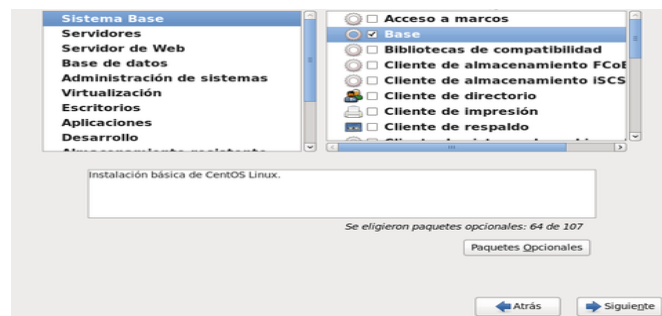 Sistema Base
Servidores
Servidor de Web
Base de datos
Administración de sistemas
Virtualización
Escritorios
Aplicaciones
Desarrollo
Acceso a marcos
Base
Bibliotecas de compatibilidad
Cliente de almacenamiento FCoE
Cliente de almacenamiento iSCS
Cliente de directorio
Cliente de impresión
Cliente de respaldo
Instalación básica de CentOS Linux.
Se eligieron paquetes opcionales: 64 de 107
Paquetes Opcionales
Atrás
Siguiente